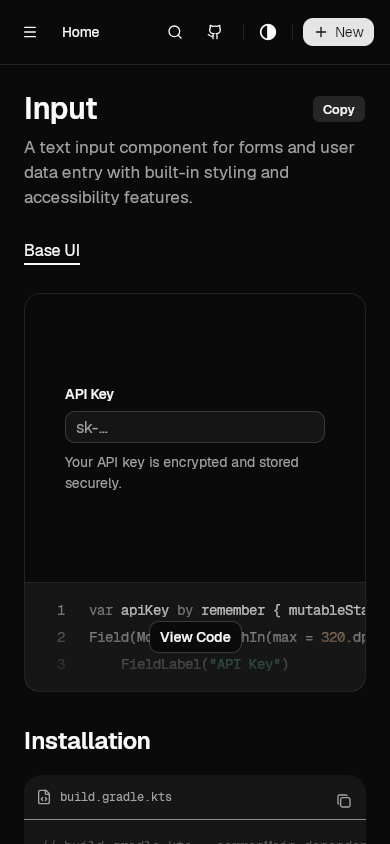 Home
New
Input
Copy
A text input component for forms and user
data entry with built-in styling and
accessibility features.
Base UI
API Key
sk-...
Your API key is encrypted and stored
securely.
1 var apiKey by remember { mutableSta
2 Field(Mo hIn(max = 320.dp
View Code
3 FieldLabel("API Key")
Installation
build.gradle.kts